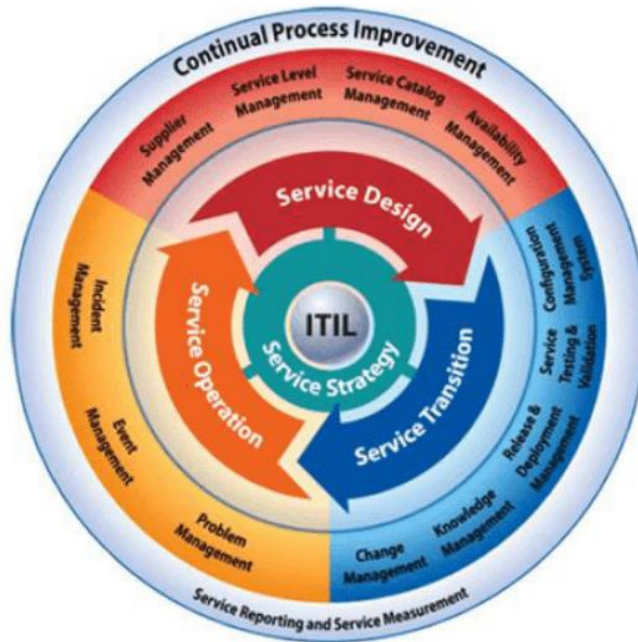 Continual Process Improvement
Supplier
Management
Service Level
Management
Service Catalog
Management
Availability
Management
Configuration
Management
System
Service
Testing &
Validation
Release &
Deployment
Management
Knowledge
Management
Change
Management
Problem
Management
Event
Management
Incident
Management
Service Design
Service Transition
Service Operation
Service Strategy
ITIL
Service Reporting and Service Measurement